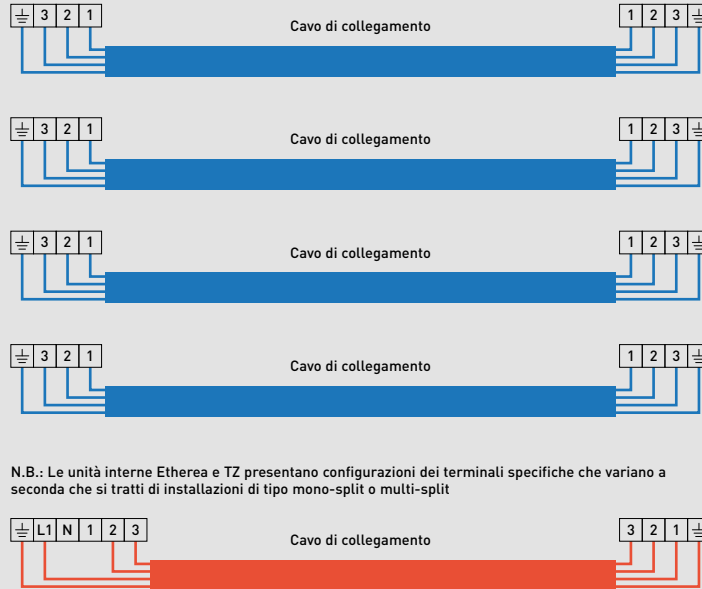 3 2 1 Cavo di collegamento 1 2 3
3 2 1 Cavo di collegamento 1 2 3
3 2 1 Cavo di collegamento 1 2 3
3 2 1 Cavo di collegamento 1 2 3
N.B.: Le unità interne Etherea e TZ presentano configurazioni dei terminali specifiche che variano a
seconda che si tratti di installazioni di tipo mono-split o multi-split
L1 N 1 2 3 Cavo di collegamento 3 2 1